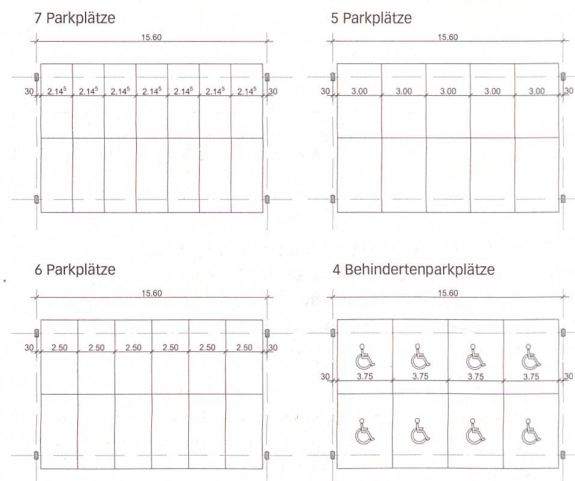 7 Parkplätze
15.60
30 2.14⁵ 2.14⁵ 2.14⁵ 2.14⁵ 2.14⁵ 2.14⁵ 2.14⁵ 30
5 Parkplätze
15.60
30 3.00 3.00 3.00 3.00 3.00 30
6 Parkplätze
15.60
30 2.50 2.50 2.50 2.50 2.50 2.50 30
4 Behindertenparkplätze
15.60
30 3.75 3.75 3.75 3.75 30